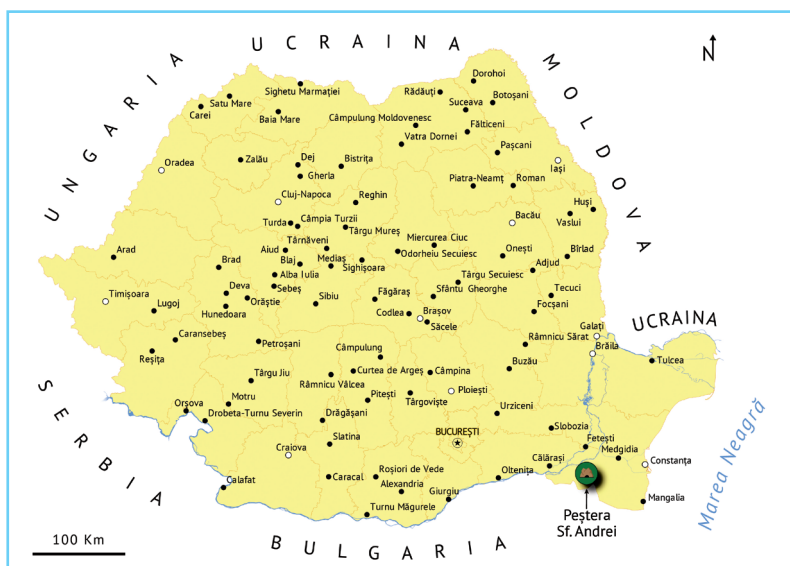 UNGARIA
UCRAINA
MOLDOVA
N
Dorohoi
Sighetu Marmației
Rădăuți
Botoșani
Satu Mare
Suceava
Carei
Baia Mare
Câmpulung Moldovenesc
Fălticeni
Vatra Dornei
Pașcani
Oradea
Zalău
Dej
Bistrița
Iași
Gherla
Piatra-Neamț
Roman
Cluj-Napoca
Reghin
Huși
Bacău
Vaslui
Turda
Câmpia Turzii
Târgu Mureș
Târnăveni
Miercurea Ciuc
Arad
Aiud
Odorheiu Secuiesc
Onești
Bîrlad
Brad
Blaj
Mediaș
Sighișoara
Adjud
Alba Iulia
Târgu Secuiesc
Deva
Sebeș
Tecuci
Timișoara
Orăștie
Sibiu
Făgăraș
Sfântu Gheorghe
Lugoj
Hunedoara
Codlea
Brașov
Focșani
Săcele
Galați
UCRAINA
Caransebeș
Petroșani
Râmnicu Sărat
Brăila
Reșița
Câmpulung
Tulcea
Târgu Jiu
Curtea de Argeș
Câmpina
Buzău
Râmnicu Vâlcea
Motru
Pitești
Ploiești
Târgoviște
Orșova
Drobeta-Turnu Severin
Drăgășani
Urziceni
SERBIA
Slatina
BUCUREȘTI
Slobozia
Craiova
Fetești
Medgidia
Calafat
Caracal
Roșiori de Vede
Călărași
Constanța
Alexandria
Oltenița
Giurgiu
Mangalia
Turnu Măgurele
Peștera
Sf. Andrei
Marea Neagră
100 Km
BULGARIA